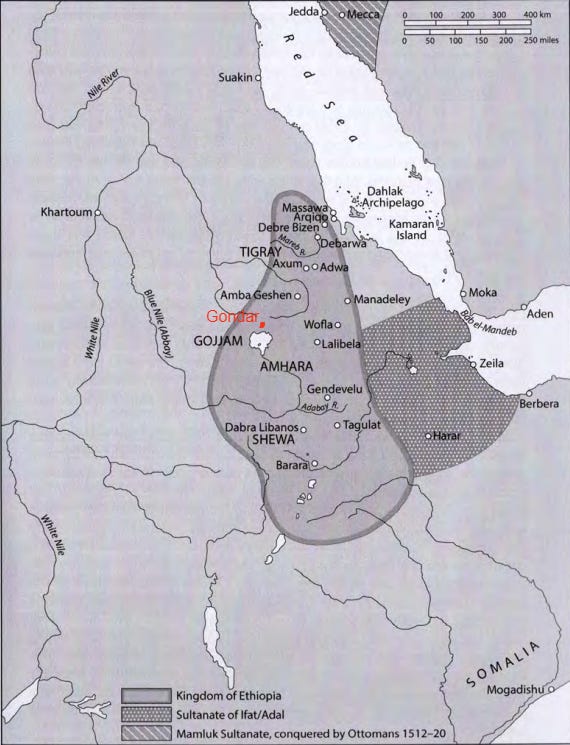 Jedda
Mecca
0 100 200 300 400 km
0 50 100 150 200 250 miles
Red Sea
Nile River
Suakin
Dahlak
Archipelago
Massawa
Arqiqo
Khartoum
Kamaran
Island
Debre Bizen
Debarwa
Mareb R.
TIGRAY
Axum
Adwa
Amba Geshen
Manadeley
Moka
Gondar
Aden
Bab el-Mandeb
Wofla
White Nile
Blue Nile (Abbay)
GOJJAM
Lalibela
AMHARA
Zeila
Gendevelu
Berbera
Adabay R.
Dabra Libanos
Tagulat
SHEWA
Harar
Barara
White Nile
SOMALIA
Mogadishu
Kingdom of Ethiopia
Sultanate of Ifat/Adal
Mamluk Sultanate, conquered by Ottomans 1512–20